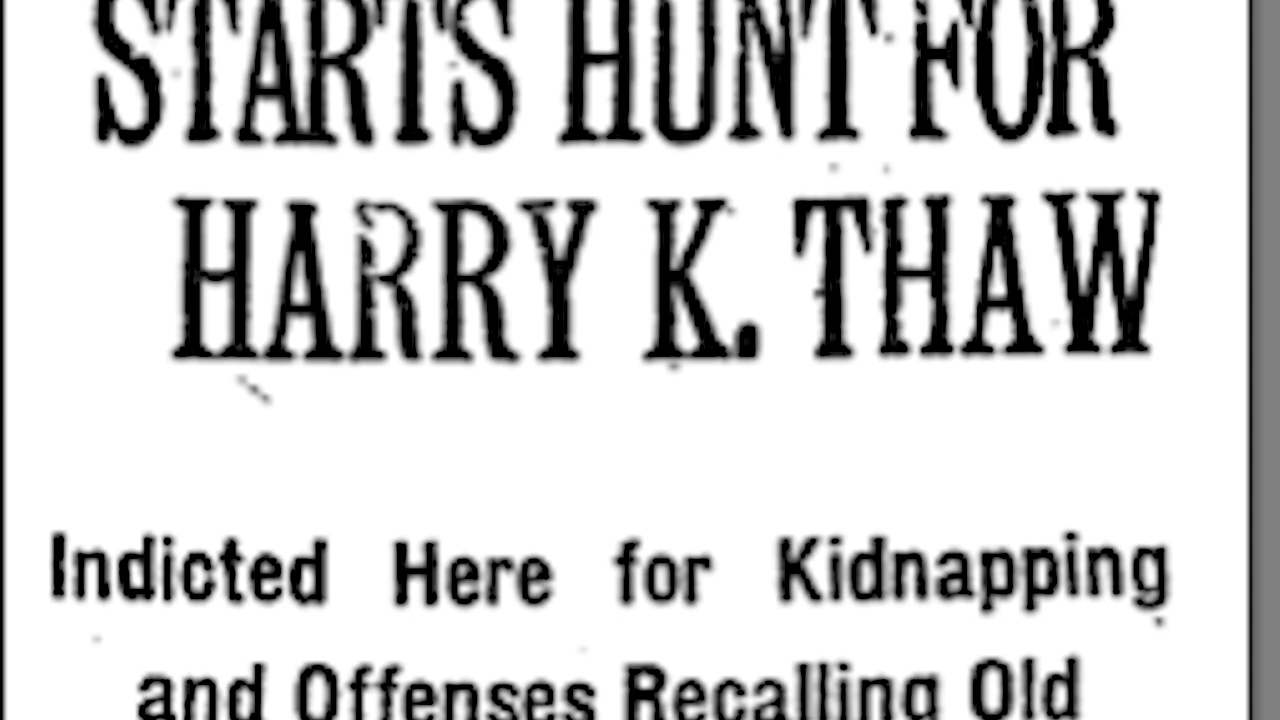 STARTS HUNT FOR
HARRY K. THAW
Indicted Here for Kidnapping
and Offenses Recalling Old